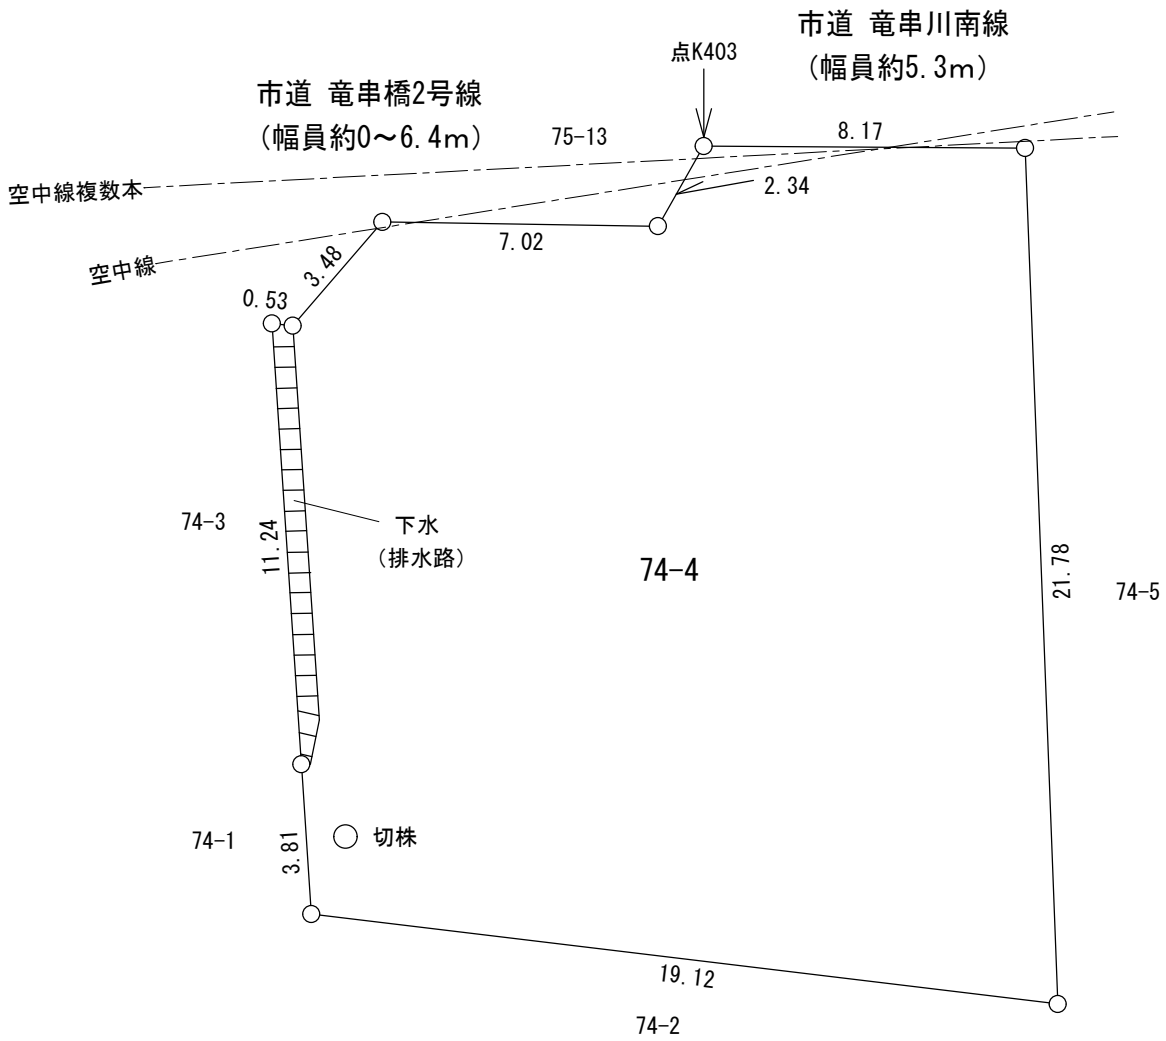 市道 竜串川南線
（幅員約5.3m）
点K403
市道 竜串橋2号線
（幅員約0～6.4m）
75-13
8.17
空中線複数本
2.34
7.02
空中線
3.48
0.53
74-3
11.24
下水
（排水路）
74-4
21.78
74-5
74-1
3.81
切株
19.12
74-2